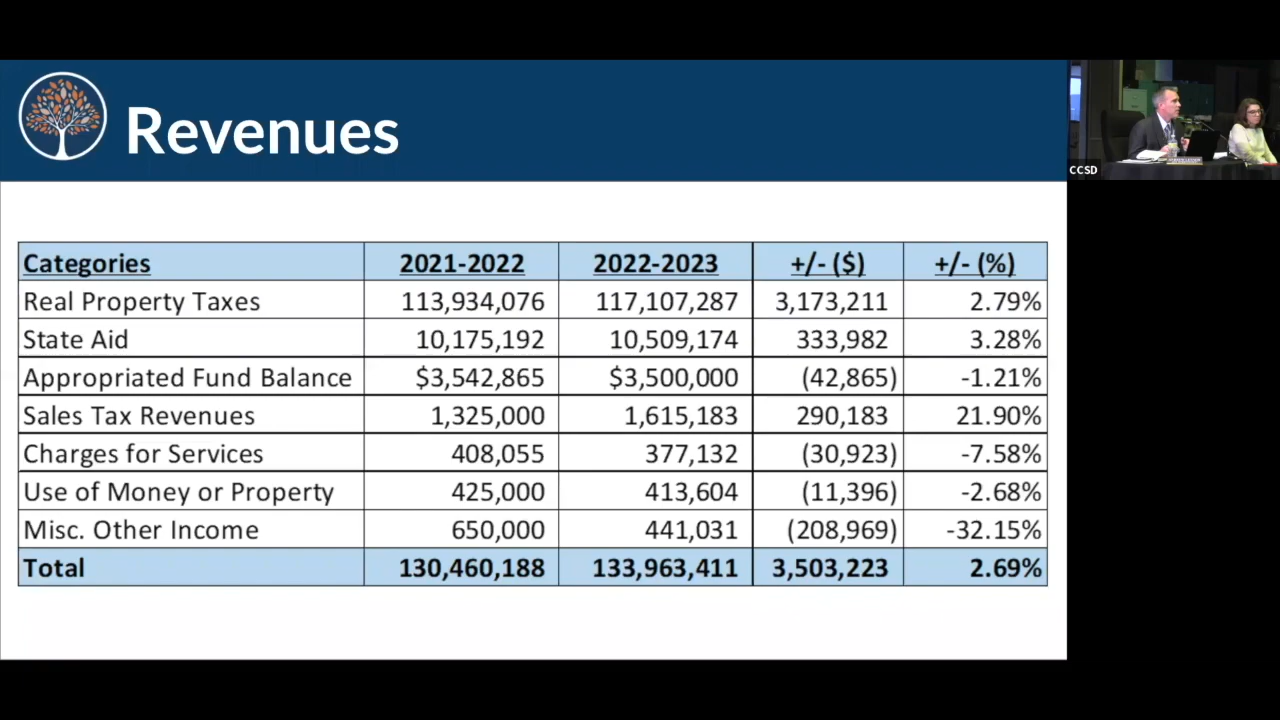 Revenues
CCSD
Categories 2021-2022 2022-2023 +/- ($) +/- (%)
Real Property Taxes 113,934,076 117,107,287 3,173,211 2.79%
State Aid 10,175,192 10,509,174 333,982 3.28%
Appropriated Fund Balance $3,542,865 $3,500,000 (42,865) -1.21%
Sales Tax Revenues 1,325,000 1,615,183 290,183 21.90%
Charges for Services 408,055 377,132 (30,923) -7.58%
Use of Money or Property 425,000 413,604 (11,396) -2.68%
Misc. Other Income 650,000 441,031 (208,969) -32.15%
Total 130,460,188 133,963,411 3,503,223 2.69%